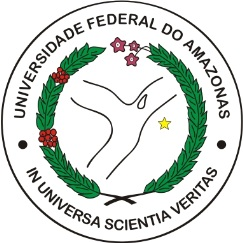 UNIVERSIDADE FEDERAL DO AMAZONAS
IN UNIVERSA SCIENTIA VERITAS